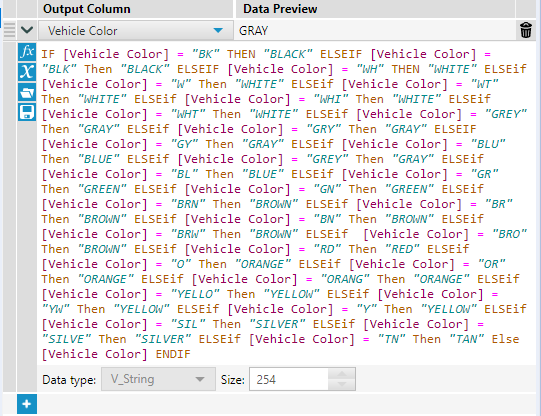 Output Column Data Preview
Vehicle Color GRAY
fx
X
IF [Vehicle Color] = "BK" THEN "BLACK" ELSEIF [Vehicle Color] =
"BLK" Then "BLACK" ELSEIF [Vehicle Color] = "WH" THEN "WHITE" ELSEif
[Vehicle Color] = "W" Then "WHITE" ELSEif [Vehicle Color] = "WT"
Then "WHITE" ELSEif [Vehicle Color] = "WHI" Then "WHITE" ELSEif
[Vehicle Color] = "WHT" Then "WHITE" ELSEif [Vehicle Color] = "GREY"
Then "GRAY" ELSEif [Vehicle Color] = "GRY" Then "GRAY" ELSEIF
[Vehicle Color] = "GY" Then "GRAY" ELSEif [Vehicle Color] = "BLU"
Then "BLUE" ELSEif [Vehicle Color] = "GREY" Then "GRAY" ELSEif
[Vehicle Color] = "BL" Then "BLUE" ELSEif [Vehicle Color] = "GR"
Then "GREEN" ELSEif [Vehicle Color] = "GN" Then "GREEN" ELSEif
[Vehicle Color] = "BRN" Then "BROWN" ELSEif [Vehicle Color] = "BR"
Then "BROWN" ELSEif [Vehicle Color] = "BN" Then "BROWN" ELSEif
[Vehicle Color] = "BRW" Then "BROWN" ELSEif [Vehicle Color] = "BRO"
Then "BROWN" ELSEif [Vehicle Color] = "RD" Then "RED" ELSEif
[Vehicle Color] = "O" Then "ORANGE" ELSEif [Vehicle Color] = "OR"
Then "ORANGE" ELSEif [Vehicle Color] = "ORANG" Then "ORANGE" ELSEif
[Vehicle Color] = "YELLO" Then "YELLOW" ELSEif [Vehicle Color] =
"YW" Then "YELLOW" ELSEif [Vehicle Color] = "Y" Then "YELLOW" ELSEif
[Vehicle Color] = "SIL" Then "SILVER" ELSEif [Vehicle Color] =
"SILVE" Then "SILVER" ELSEif [Vehicle Color] = "TN" Then "TAN" Else
[Vehicle Color] ENDIF
Data type: V_String Size: 254